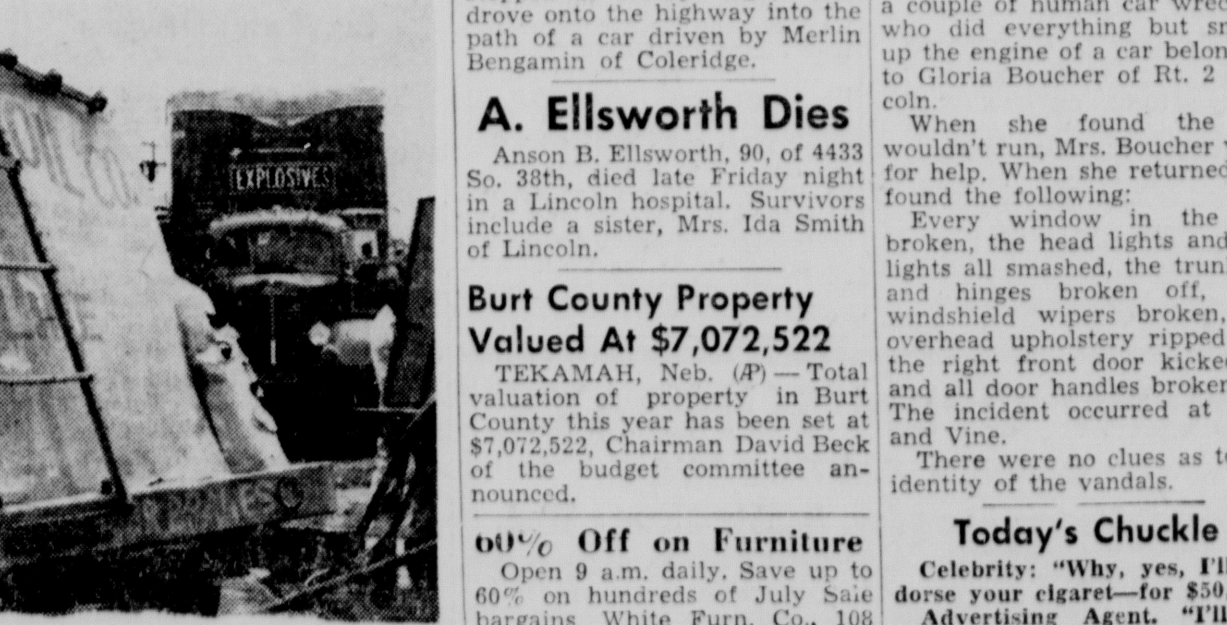 EXPLOSIVES
drove onto the highway into the
path of a car driven by Merlin
Bengamin of Coleridge.
A. Ellsworth Dies
Anson B. Ellsworth, 90, of 4433
So. 38th, died late Friday night
in a Lincoln hospital. Survivors
include a sister, Mrs. Ida Smith
of Lincoln.
Burt County Property
Valued At $7,072,522
TEKAMAH, Neb. (AP) — Total
valuation of property in Burt
County this year has been set at
$7,072,522, Chairman David Beck
of the budget committee an-
nounced.
60% Off on Furniture
Open 9 a.m. daily. Save up to
60% on hundreds of July Sale
bargains White Furn. Co., 108
a couple of human car
who did everything but
up the engine of a car
to Gloria Boucher of Rt. 2
coln.
When she found the
wouldn't run, Mrs. Boucher
for help. When she returned
found the following:
Every window in the
broken, the head lights and
lights all smashed, the
and hinges broken off,
windshield wipers broken,
overhead upholstery ripped
the right front door
and all door handles
The incident occurred at
and Vine.
There were no clues as
identity of the vandals.
Today's Chuckle
Celebrity: "Why, yes,
dorse your cigaret—for
Advertising Agent. "I'll